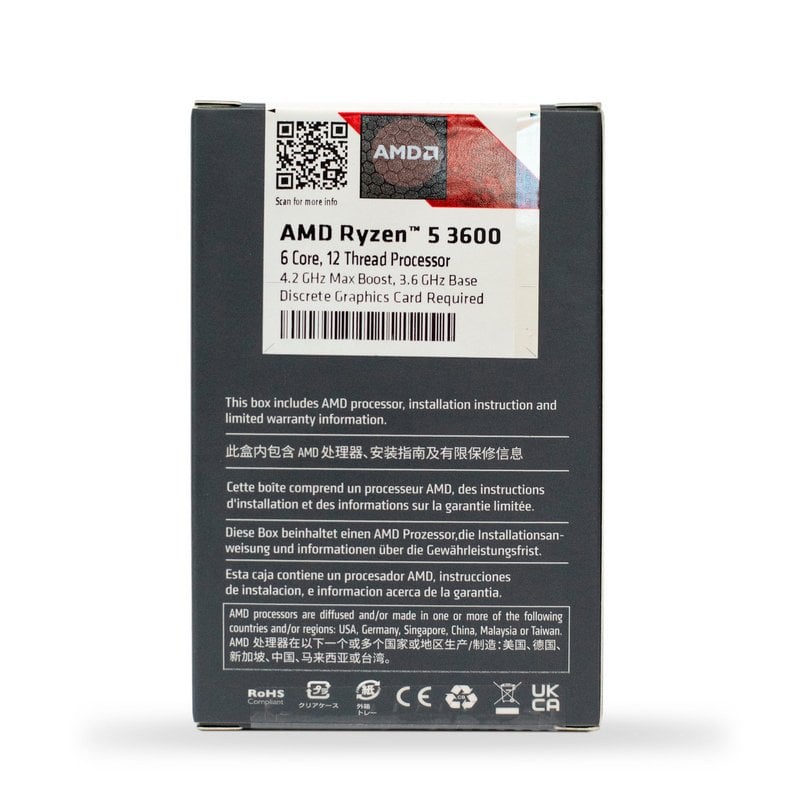 AMD
Scan for more info
AMD Ryzen™ 5 3600
6 Core, 12 Thread Processor
4.2 GHz Max Boost, 3.6 GHz Base
Discrete Graphics Card Required
This box includes AMD processor, installation instruction and
limited warranty information.
此盒内包含 AMD 处理器、安装指南及有限保修信息
Cette boîte comprend un processeur AMD, des instructions
d'installation et des informations sur la garantie limitée.
Diese Box beinhaltet einen AMD Prozessor,die Installationsan-
weisung und informationen über die Gewährleistungsfrist.
Esta caja contiene un procesador AMD, instrucciones
de instalacion, e informacion acerca de la garantia.
AMD processors are diffused and/or made in one or more of the following
countries and/or regions: USA, Germany, Singapore, China, Malaysia or Taiwan.
AMD 处理器在以下一个或多个国家或地区生产/制造：美国、德国、
新加坡、中国、马来西亚或台湾。
RoHS
Compliant
プラ
クリアケース
紙
外箱
トレー
CE
UK
CA